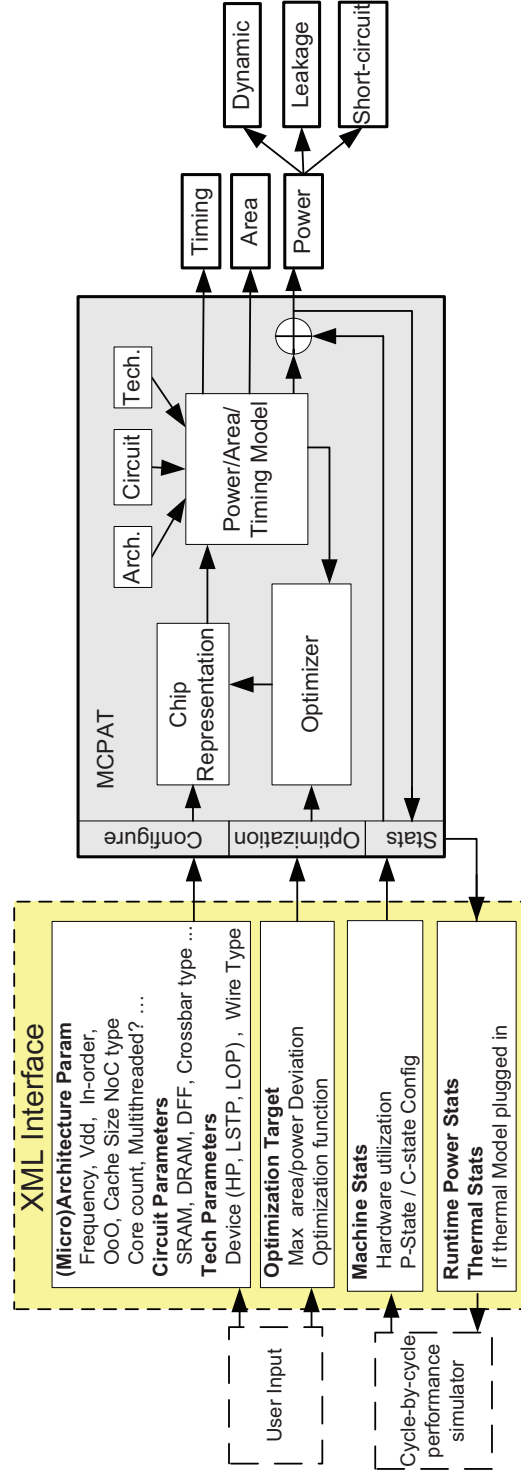 User Input
Cycle-by-cycle
performance
simulator
XML Interface
(Micro)Architecture Param
Frequency, Vdd, In-order,
OoO, Cache Size NoC type
Core count, Multithreaded? ...
Circuit Parameters
SRAM, DRAM, DFF, Crossbar type ...
Tech Parameters
Device (HP, LSTP, LOP) , Wire Type
Optimization Target
Max area/power Deviation
Optimization function
Machine Stats
Hardware utilization
P-State / C-state Config
Runtime Power Stats
Thermal Stats
If thermal Model plugged in
MCPAT
Configure
Optimization
Stats
Chip
Representation
Optimizer
Arch.
Circuit
Tech.
Power/Area/
Timing Model
Timing
Area
Power
Dynamic
Leakage
Short-circuit